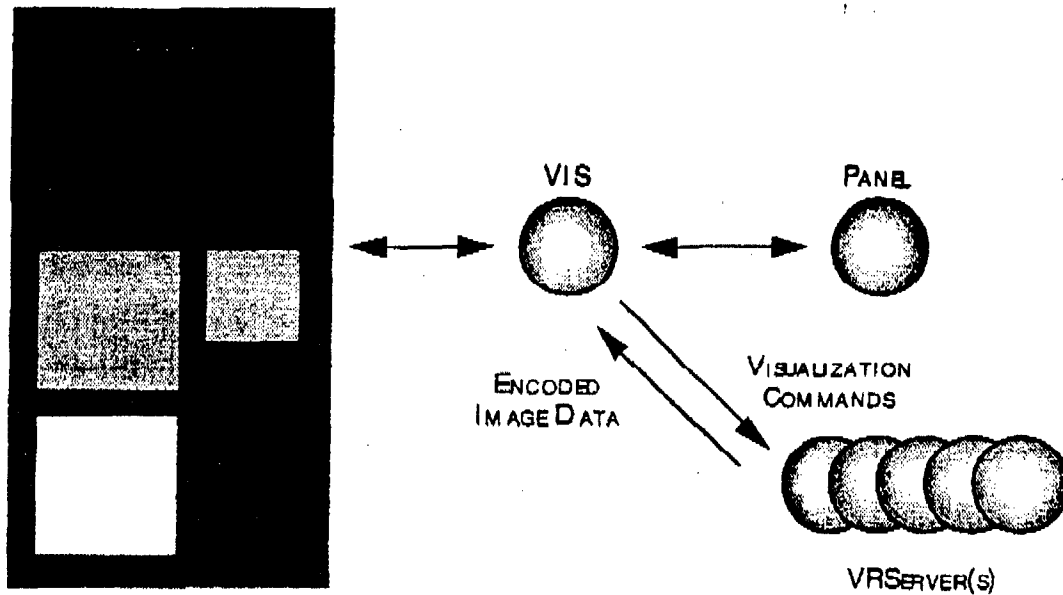 VIS
PANEL
ENCODED
IMAGE DATA
VISUALIZATION
COMMANDS
VRSERVER(S)